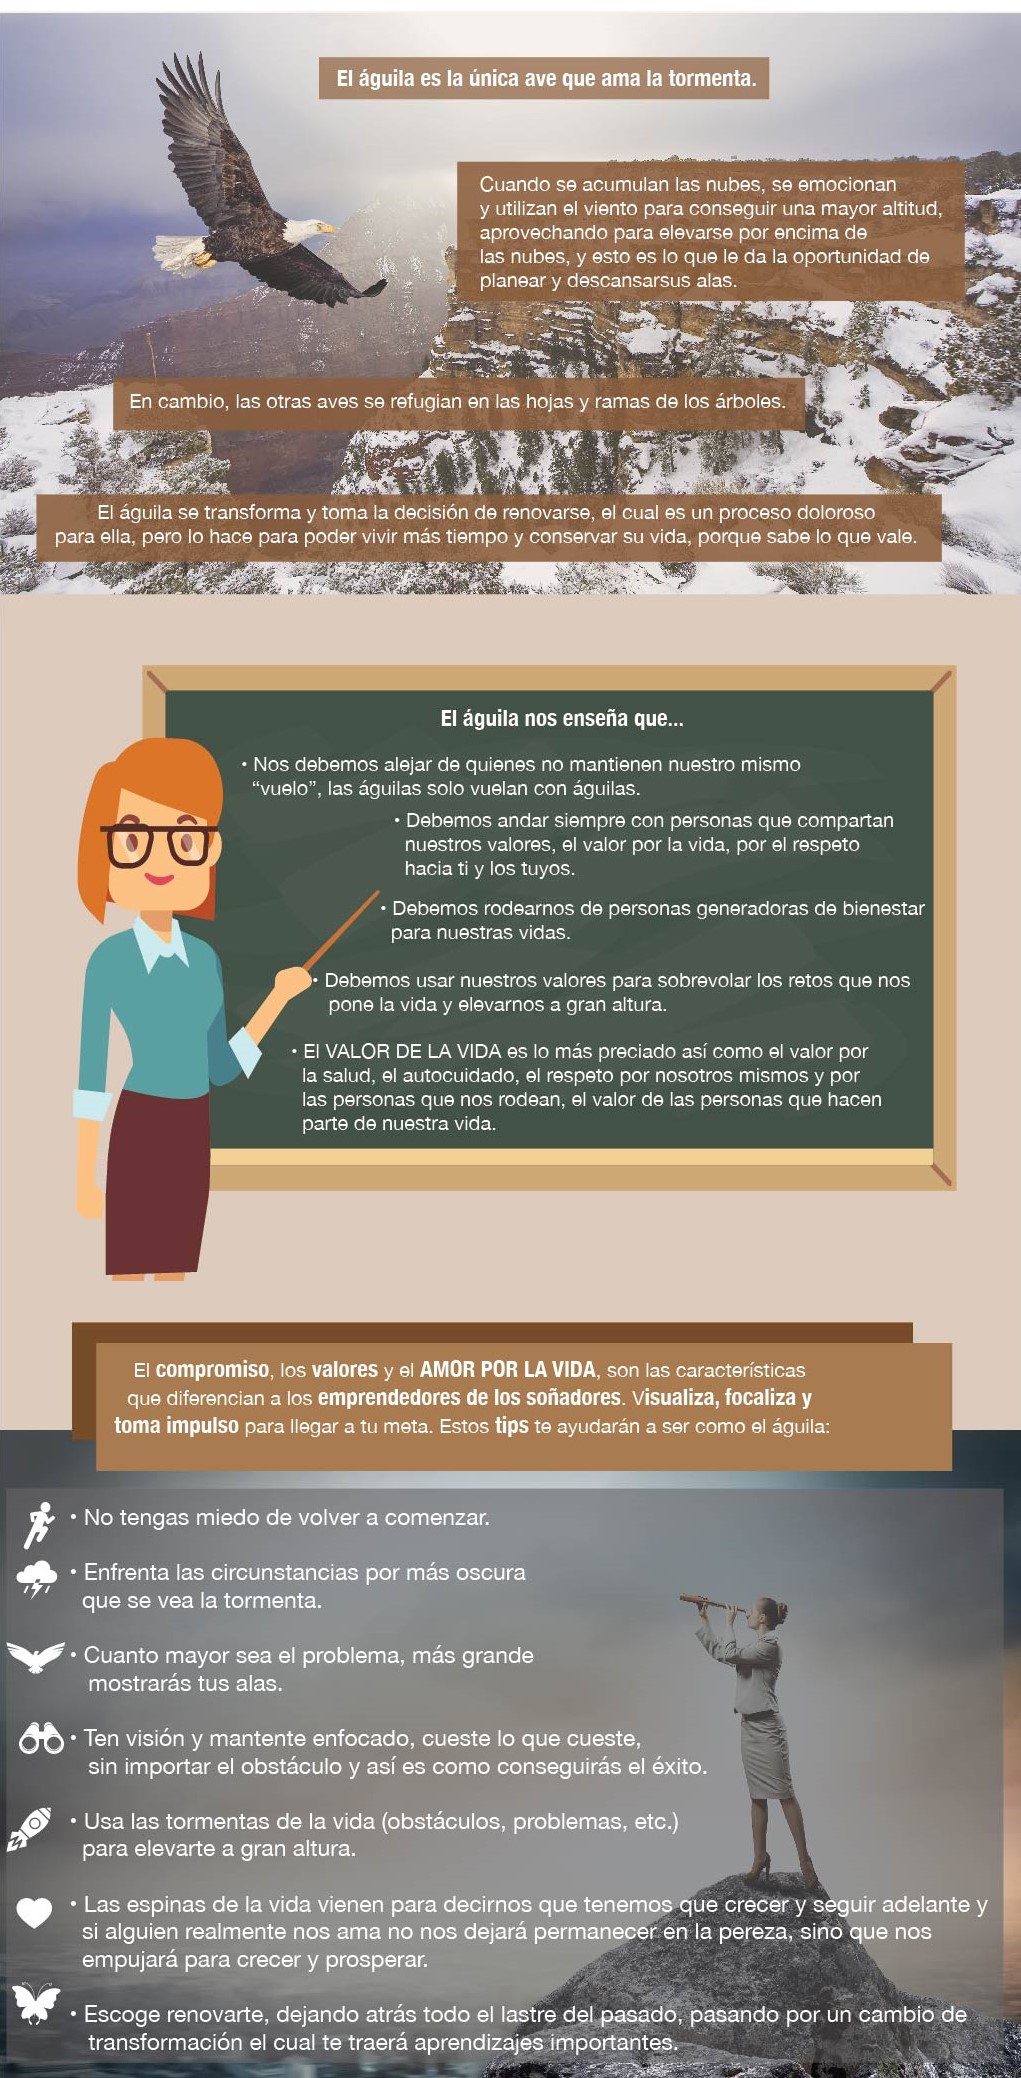 El águila es la única ave que ama la tormenta.
Cuando se acumulan las nubes, se emocionan
y utilizan el viento para conseguir una mayor altitud,
aprovechando para elevarse por encima de
las nubes, y esto es lo que le da la oportunidad de
planear y descansarsus alas.
En cambio, las otras aves se refugian en las hojas y ramas de los árboles.
El águila se transforma y toma la decisión de renovarse, el cual es un proceso doloroso
para ella, pero lo hace para poder vivir más tiempo y conservar su vida, porque sabe lo que vale.
El águila nos enseña que...
• Nos debemos alejar de quienes no mantienen nuestro mismo
“vuelo”, las águilas solo vuelan con águilas.
• Debemos andar siempre con personas que compartan
nuestros valores, el valor por la vida, por el respeto
hacia ti y los tuyos.
• Debemos rodearnos de personas generadoras de bienestar
para nuestras vidas.
• Debemos usar nuestros valores para sobrevolar los retos que nos
pone la vida y elevarnos a gran altura.
• El VALOR DE LA VIDA es lo más preciado así como el valor por
la salud, el autocuidado, el respeto por nosotros mismos y por
las personas que nos rodean, el valor de las personas que hacen
parte de nuestra vida.
El compromiso, los valores y el AMOR POR LA VIDA, son las características
que diferencian a los emprendedores de los soñadores. Visualiza, focaliza y
toma impulso para llegar a tu meta. Estos tips te ayudarán a ser como el águila:
• No tengas miedo de volver a comenzar.
• Enfrenta las circunstancias por más oscura
que se vea la tormenta.
• Cuanto mayor sea el problema, más grande
mostrarás tus alas.
• Ten visión y mantente enfocado, cueste lo que cueste,
sin importar el obstáculo y así es como conseguirás el éxito.
• Usa las tormentas de la vida (obstáculos, problemas, etc.)
para elevarte a gran altura.
• Las espinas de la vida vienen para decirnos que tenemos que crecer y seguir adelante y
si alguien realmente nos ama no nos dejará permanecer en la pereza, sino que nos
empujará para crecer y prosperar.
• Escoge renovarte, dejando atrás todo el lastre del pasado, pasando por un cambio de
transformación el cual te traerá aprendizajes importantes.